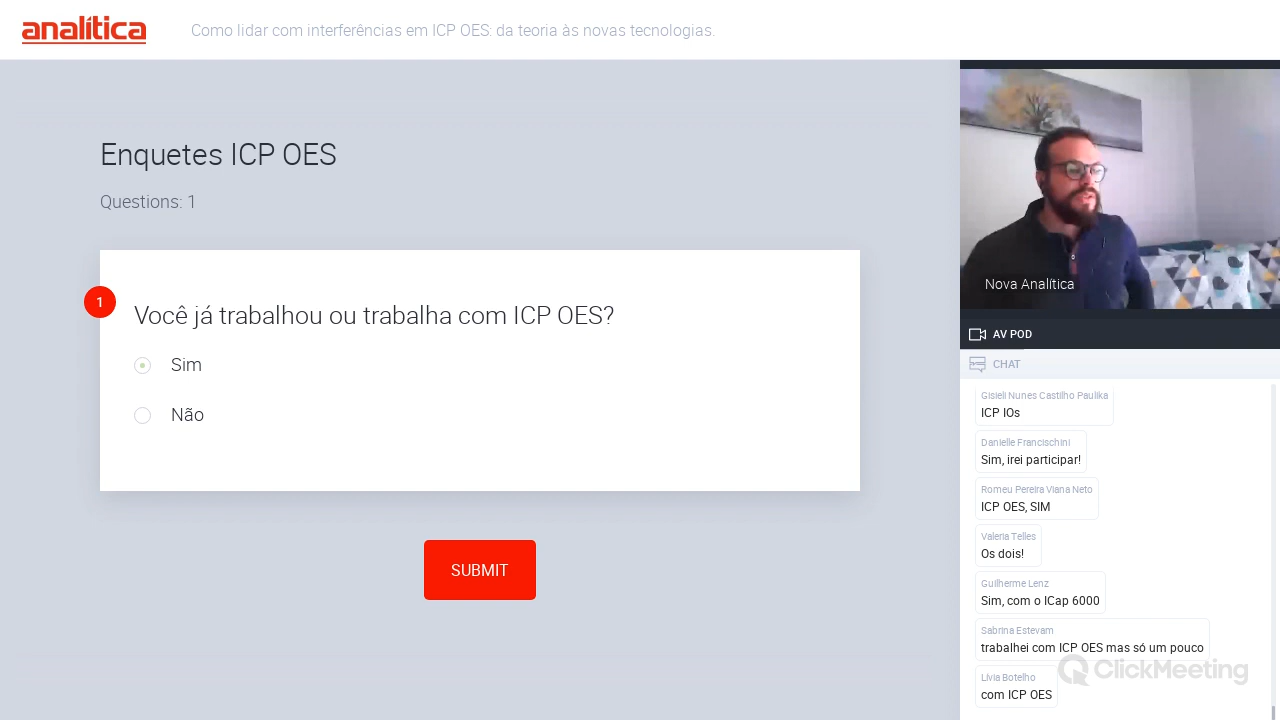 analítica
Como lidar com interferências em ICP OES: da teoria às novas tecnologias.
Enquetes ICP OES
Questions: 1
1
Você já trabalhou ou trabalha com ICP OES?
Sim
Não
SUBMIT
Nova Analítica
AV POD
CHAT
Gisieli Nunes Castilho Paulika
ICP IOs
Danielle Francischini
Sim, irei participar!
Romeu Pereira Viana Neto
ICP OES, SIM
Valeria Telles
Os dois!
Guilherme Lenz
Sim, com o ICap 6000
Sabrina Estevam
trabalhei com ICP OES mas só um pouco
Lívia Botelho
com ICP OES
ClickMeeting